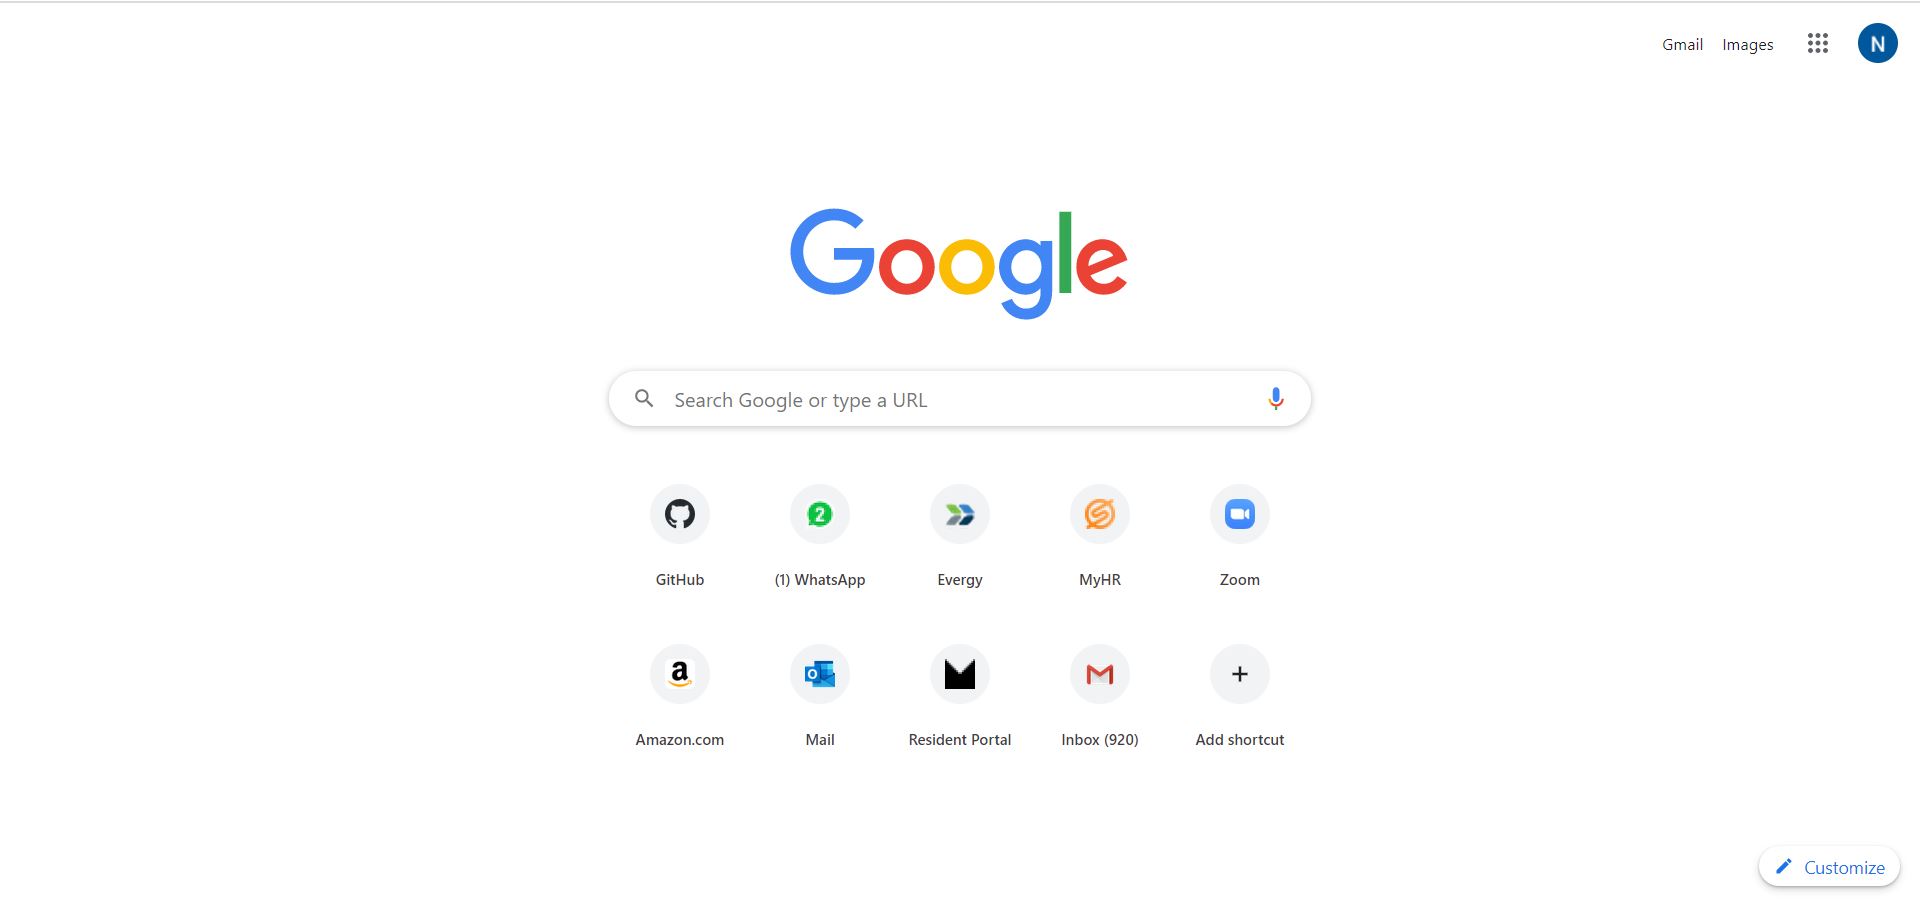 Gmail Images N
Google
Search Google or type a URL
2
GitHub (1) WhatsApp Evergy MyHR Zoom
a
Amazon.com Mail Resident Portal Inbox (920) Add shortcut
Customize